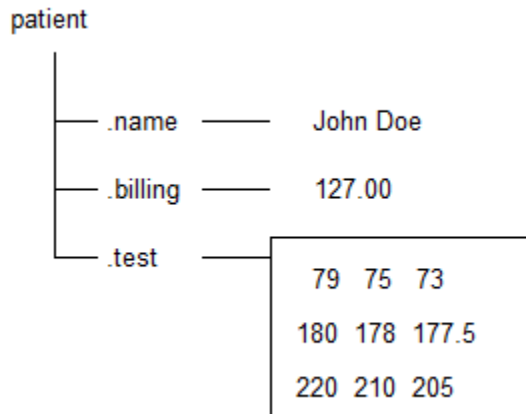 patient
.name John Doe
.billing 127.00
.test
79 75 73
180 178 177.5
220 210 205